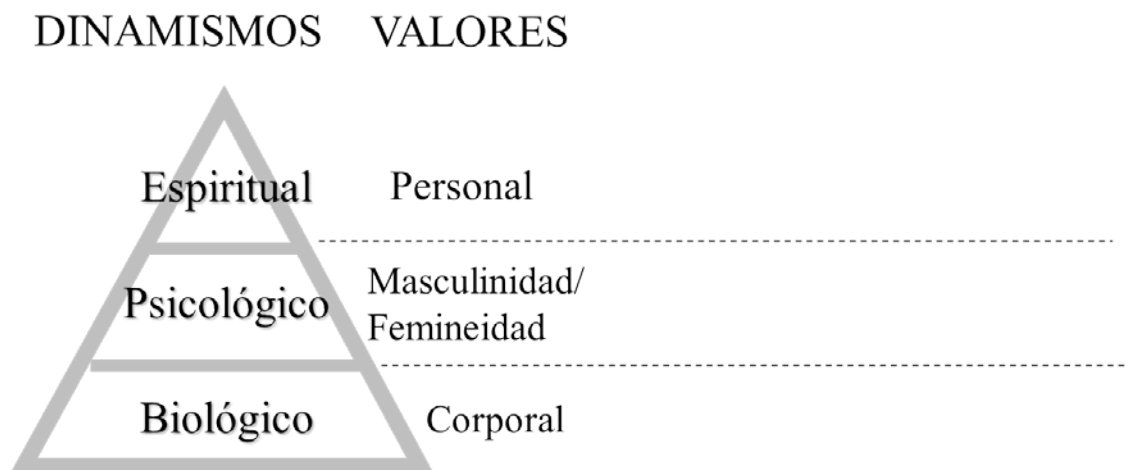 DINAMISMOS VALORES
Espiritual Personal
Psicológico Masculinidad/
Femineidad
Biológico Corporal